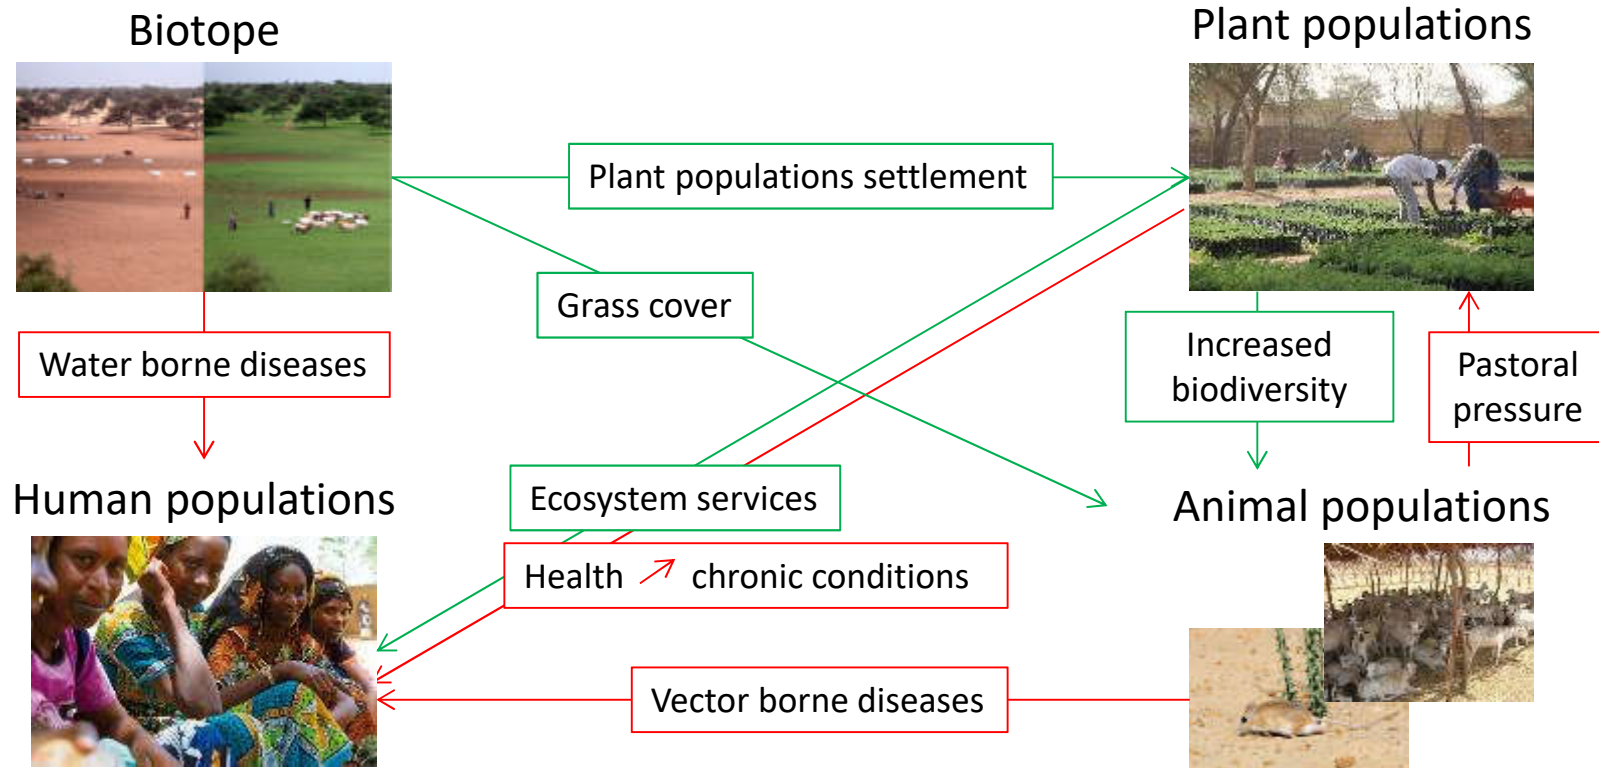 Biotope
Plant populations
Plant populations settlement
Grass cover
Increased
biodiversity
Pastoral
pressure
Water borne diseases
Human populations
Ecosystem services
Animal populations
Health chronic conditions
Vector borne diseases